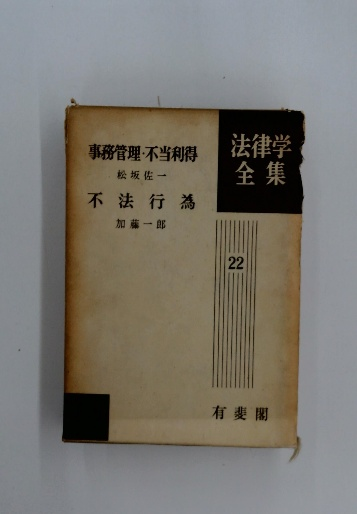 法律学
全集
22
事務管理・不当利得
松坂佐一
不法行為
加藤一郎
有斐閣